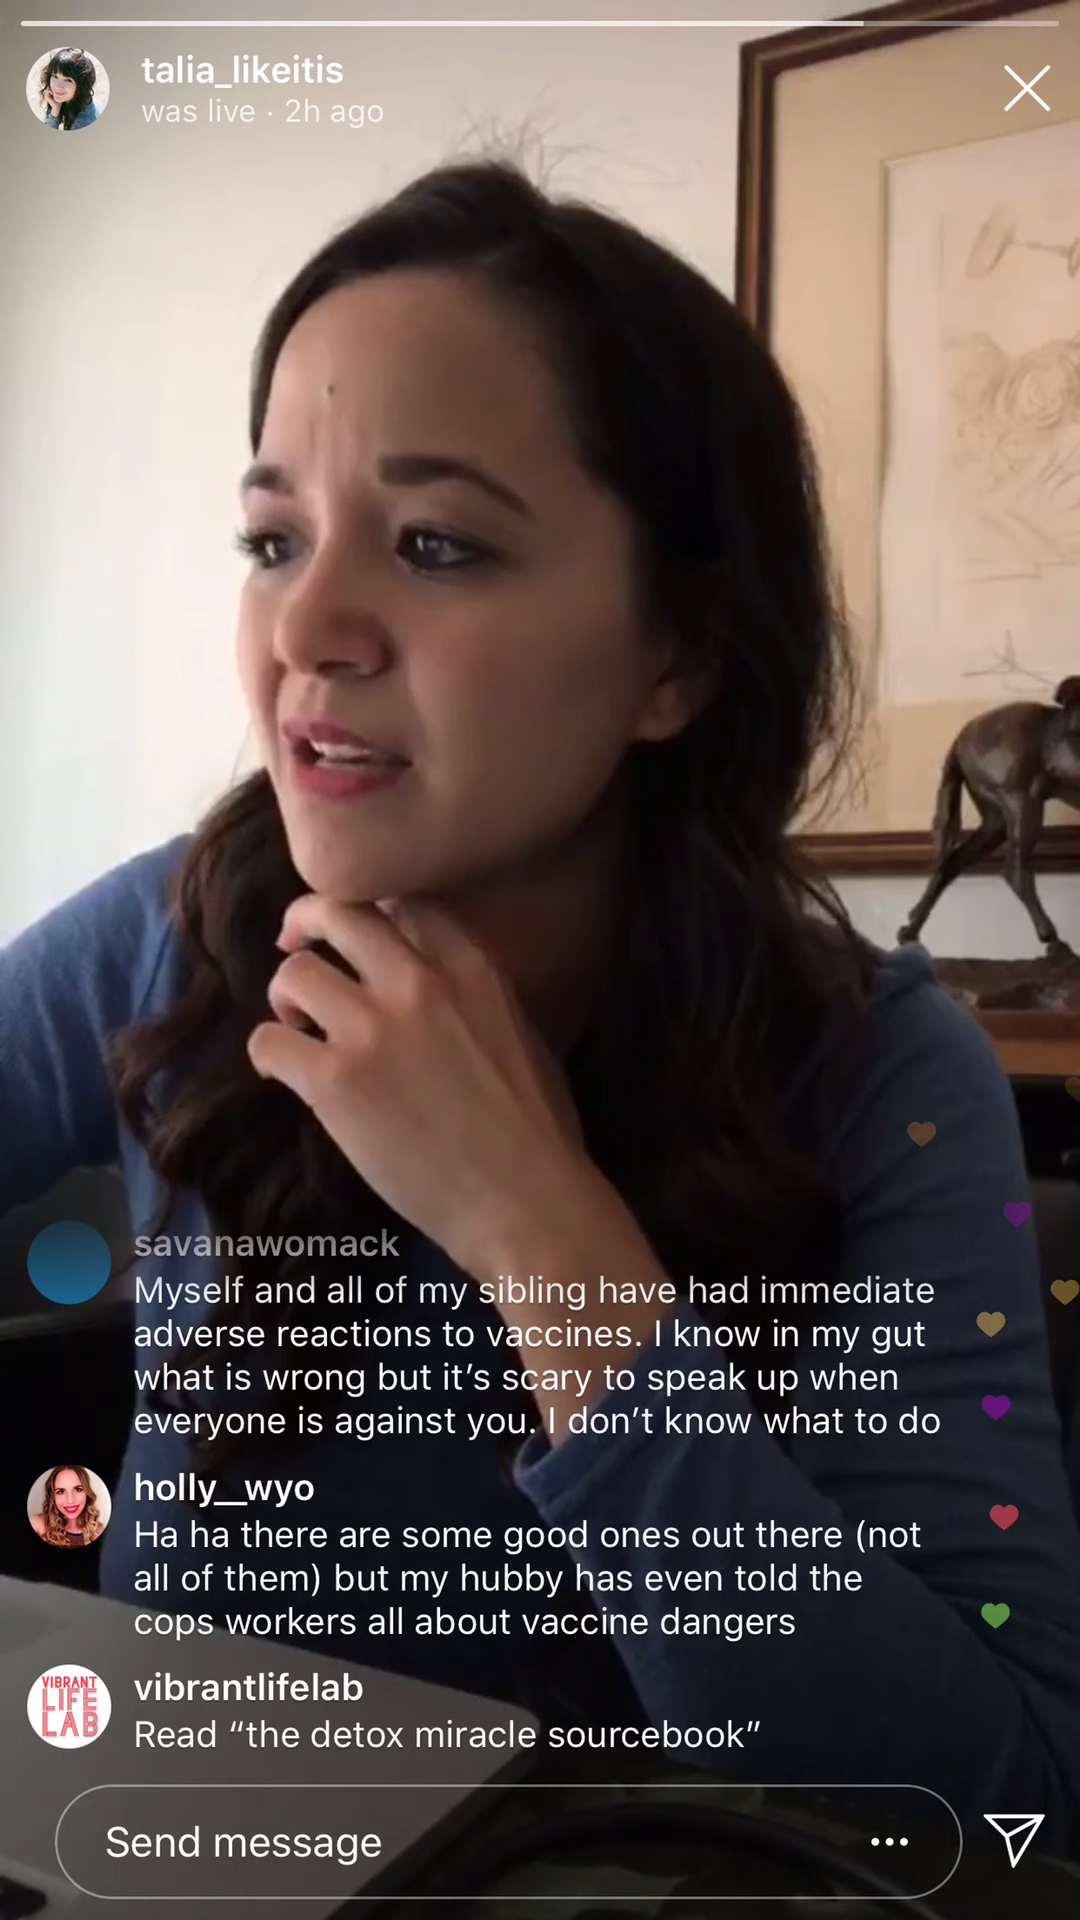 talia_likeitis
was live · 2h ago
savanawomack
Myself and all of my sibling have had immediate
adverse reactions to vaccines. I know in my gut
what is wrong but it’s scary to speak up when
everyone is against you. I don’t know what to do
holly__wyo
Ha ha there are some good ones out there (not
all of them) but my hubby has even told the
cops workers all about vaccine dangers
VIBRANT
LIFE
LAB
vibrantlifelab
Read “the detox miracle sourcebook”
Send message